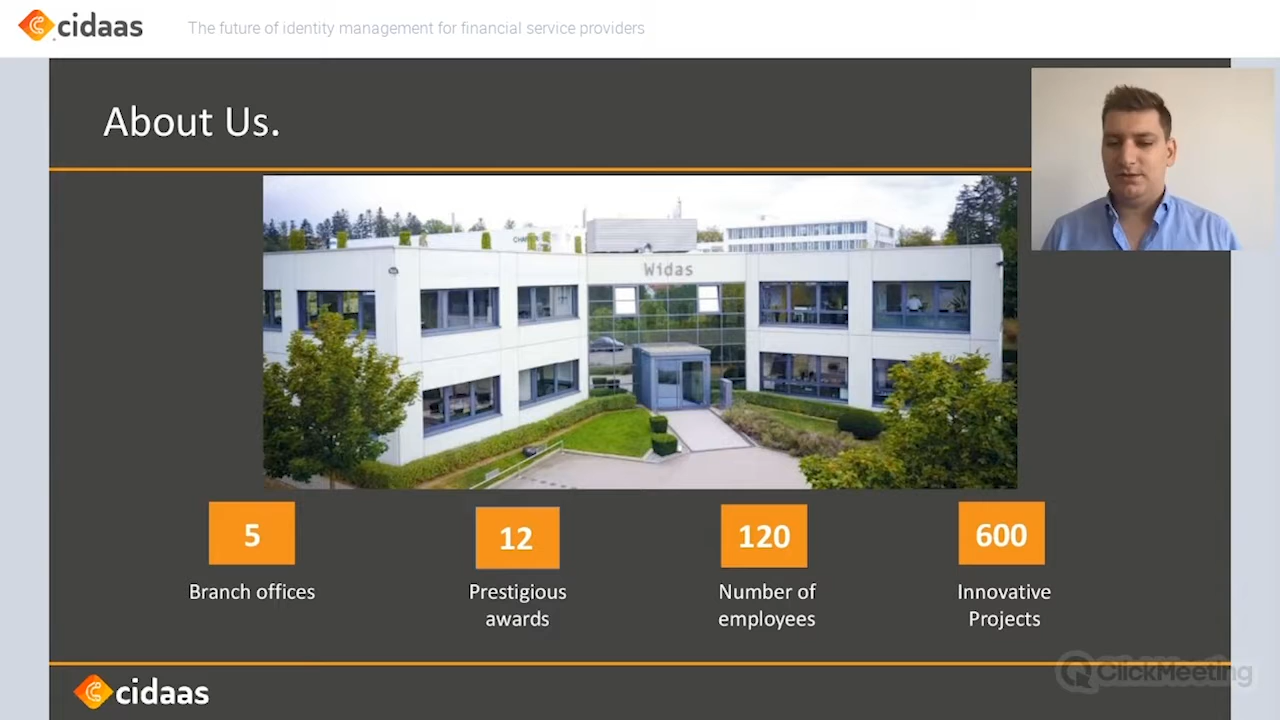 cidaas
The future of identity management for financial service providers
About Us.
Widas
5
Branch offices
12
Prestigious
awards
120
Number of
employees
600
Innovative
Projects
cidaas
ClickMeeting